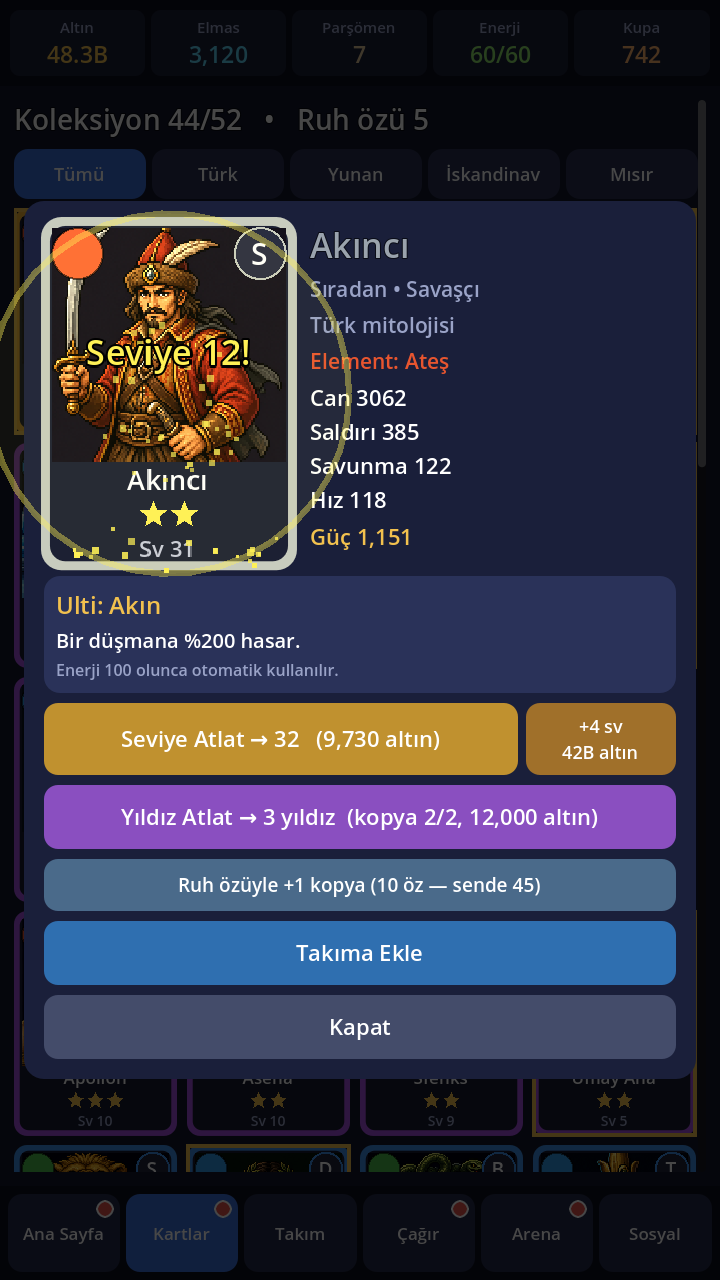 Altın
48.3B
Elmas
3,120
Parşömen
7
Enerji
60/60
Kupa
742
Koleksiyon 44/52 • Ruh özü 5
Tümü
Türk
Yunan
İskandinav
Mısır
S
Seviye 12!
Akıncı
Sv 31
Akıncı
Sıradan • Savaşçı
Türk mitolojisi
Element: Ateş
Can 3062
Saldırı 385
Savunma 122
Hız 118
Güç 1,151
Ulti: Akın
Bir düşmana %200 hasar.
Enerji 100 olunca otomatik kullanılır.
Seviye Atlat → 32 (9,730 altın)
+4 sv
42B altın
Yıldız Atlat → 3 yıldız (kopya 2/2, 12,000 altın)
Ruh özüyle +1 kopya (10 öz — sende 45)
Takıma Ekle
Kapat
Apollon
Asena
Sfenks
Umay Ana
Sv 10
Sv 10
Sv 9
Sv 5
S
D
B
T
Ana Sayfa
Kartlar
Takım
Çağır
Arena
Sosyal